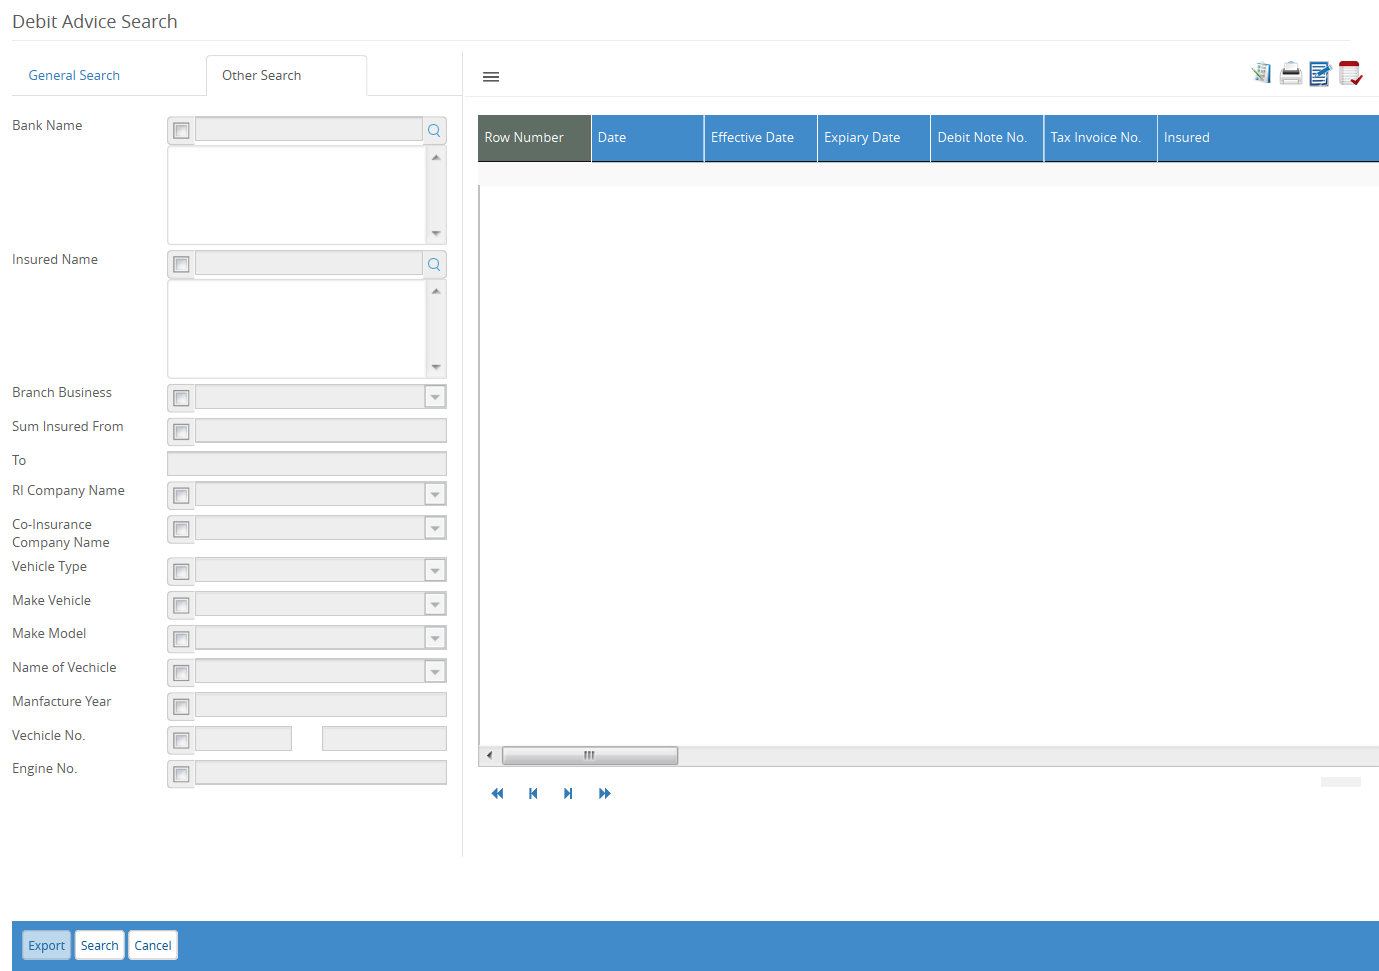 Debit Advice Search
General Search
Other Search
Bank Name
Insured Name
Branch Business
Sum Insured From
To
RI Company Name
Co-Insurance
Company Name
Vehicle Type
Make Vehicle
Make Model
Name of Vechicle
Manfacture Year
Vechicle No.
Engine No.
Row Number
Date
Effective Date
Expiary Date
Debit Note No.
Tax Invoice No.
Insured
Export
Search
Cancel